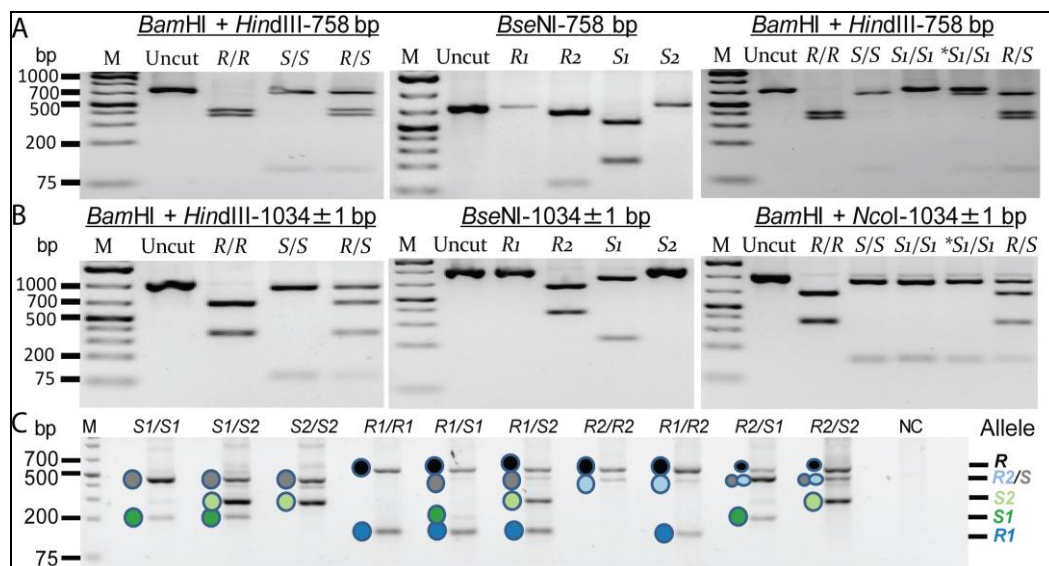 A BamHI + HindIII-758 bp BseNI-758 bp BamHI + HindIII-758 bp
bp M Uncut R/R S/S R/S M Uncut R1 R2 S1 S2 M Uncut R/R S/S S1/S1 *S1/S1 R/S
1000
700
500
200
75
B BamHI + HindIII-1034±1 bp BseNI-1034±1 bp BamHI + NcoI-1034±1 bp
bp M Uncut R/R S/S R/S M Uncut R1 R2 S1 S2 M Uncut R/R S/S S1/S1 *S1/S1 R/S
1000
700
500
200
75
C bp M S1/S1 S1/S2 S2/S2 R1/R1 R1/S1 R1/S2 R2/R2 R1/R2 R2/S1 R2/S2 NC Allele
700 R
500 R2/S
S2
200 S1
R1
75